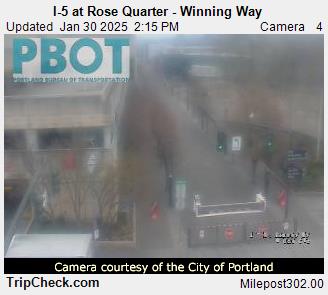 I-5 at Rose Quarter - Winning Way
Updated Jan 30 2025 2:15 PM Camera 4
PBOT
PORTLAND BUREAU OF TRANSPORTATION
Camera courtesy of the City of Portland
TripCheck.com Milepost302.00